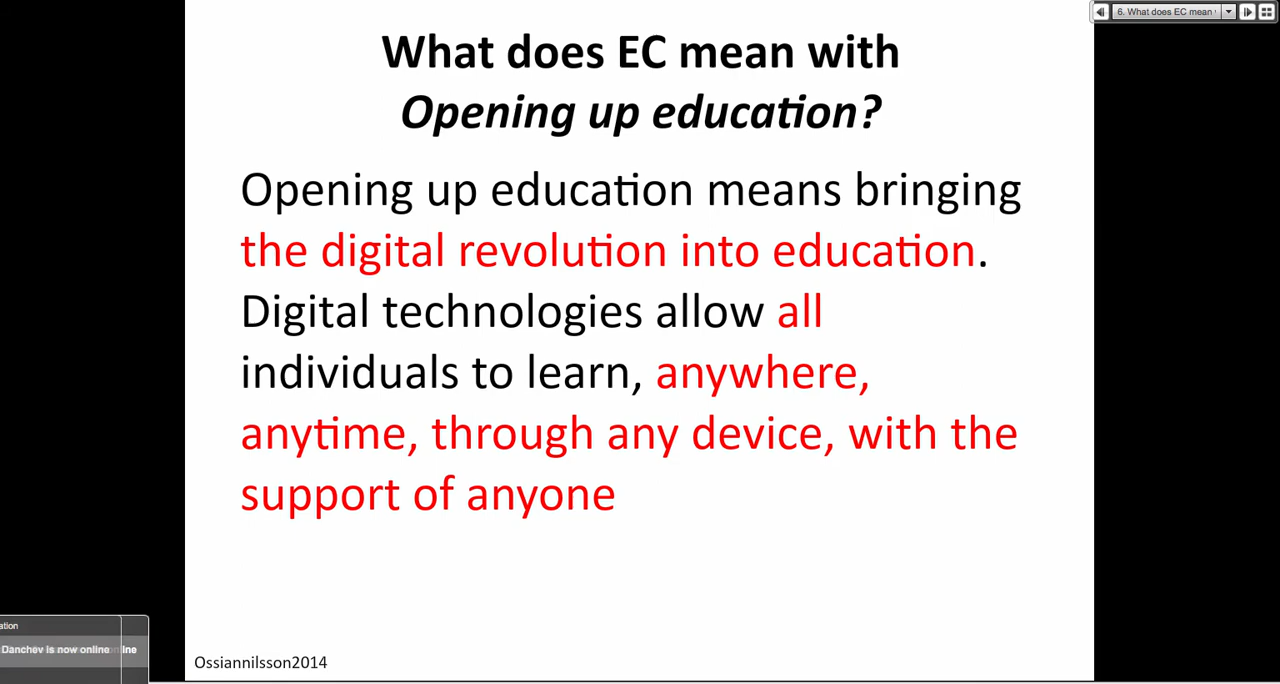 6. What does EC mean
What does EC mean with
Opening up education?
Opening up education means bringing
the digital revolution into education.
Digital technologies allow all
individuals to learn, anywhere,
anytime, through any device, with the
support of anyone
ation
Danchev is now online
line
Ossiannilsson2014